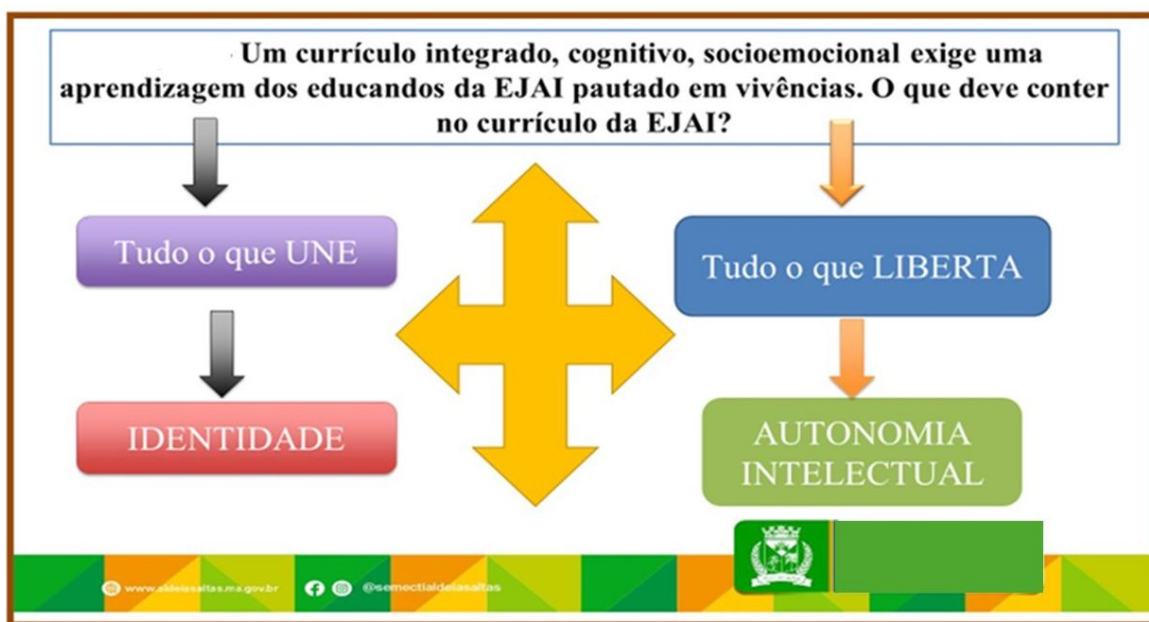 Um currículo integrado, cognitivo, socioemocional exige uma
aprendizagem dos educandos da EJAI pautado em vivências. O que deve conter
no currículo da EJAI?
Tudo o que UNE
Tudo o que LIBERTA
IDENTIDADE
AUTONOMIA
INTELECTUAL
www.aldeiasaltas.ma.gov.br
@semectialdeiasaltas